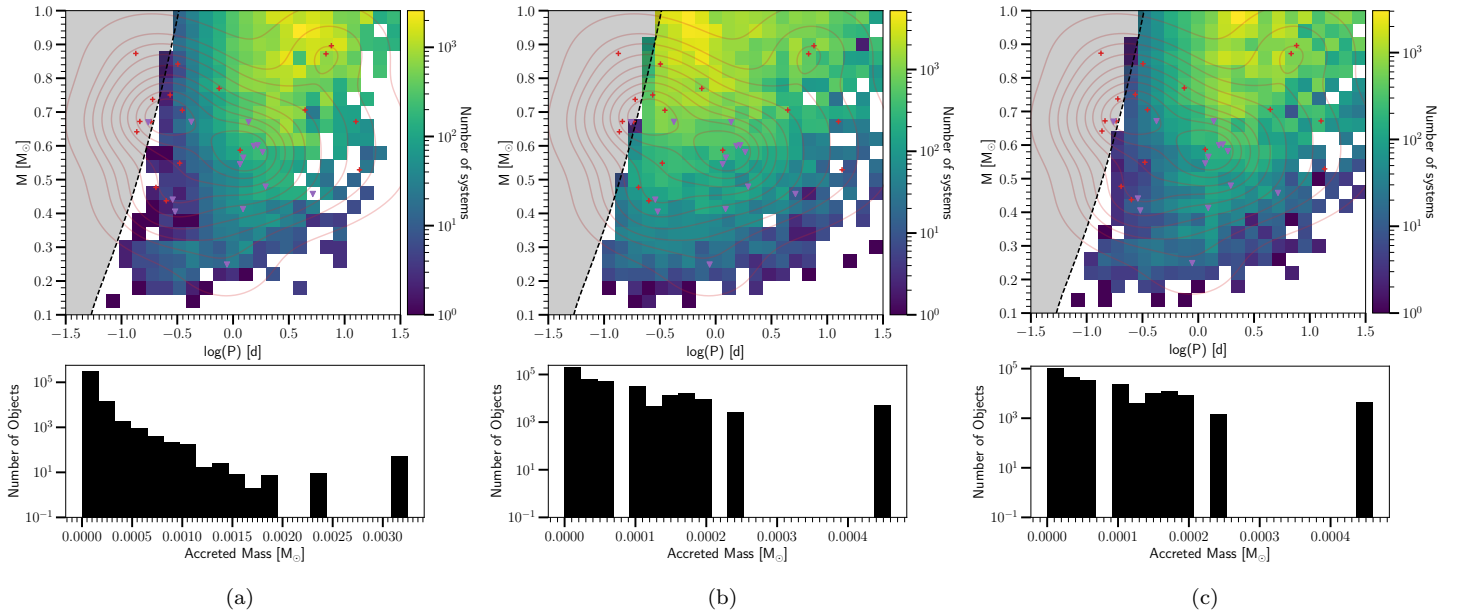 1.0
0.9
0.8
0.7
0.6
0.5
0.4
0.3
0.2
0.1
M [M☉]
−1.5 −1.0 −0.5 0.0 0.5 1.0 1.5
log(P) [d]
10³
10²
10¹
10⁰
Number of systems
10⁵
10³
10¹
10⁻¹
Number of Objects
0.0000 0.0005 0.0010 0.0015 0.0020 0.0025 0.0030
Accreted Mass [M☉]
(a)
1.0
0.9
0.8
0.7
0.6
0.5
0.4
0.3
0.2
0.1
M [M☉]
−1.5 −1.0 −0.5 0.0 0.5 1.0 1.5
log(P) [d]
10³
10²
10¹
10⁰
Number of systems
10⁵
10³
10¹
10⁻¹
Number of Objects
0.0000 0.0001 0.0002 0.0003 0.0004
Accreted Mass [M☉]
(b)
1.0
0.9
0.8
0.7
0.6
0.5
0.4
0.3
0.2
0.1
M [M☉]
−1.5 −1.0 −0.5 0.0 0.5 1.0 1.5
log(P) [d]
10³
10²
10¹
10⁰
Number of systems
10⁵
10³
10¹
10⁻¹
Number of Objects
0.0000 0.0001 0.0002 0.0003 0.0004
Accreted Mass [M☉]
(c)